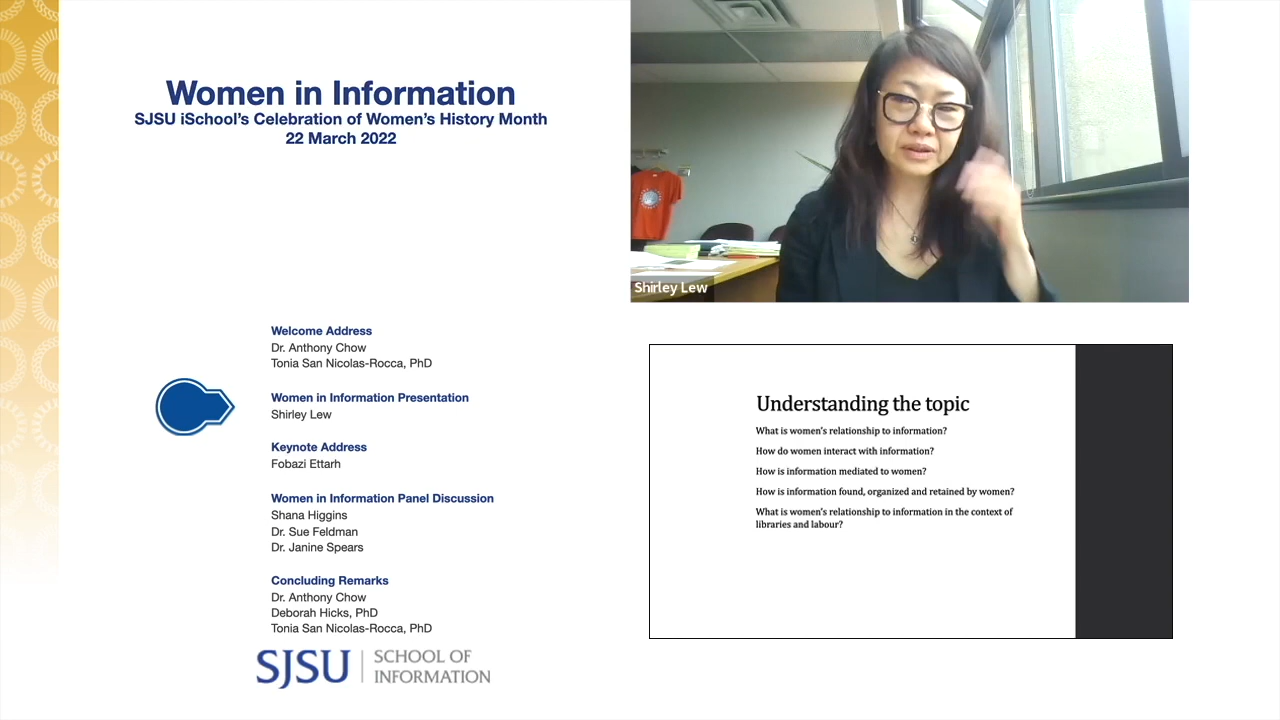 Women in Information
SJSU iSchool's Celebration of Women's History Month
22 March 2022
Shirley Lew
Welcome Address
Dr. Anthony Chow
Tonia San Nicolas-Rocca, PhD
Women in Information Presentation
Shirley Lew
Keynote Address
Fobazi Ettarh
Women in Information Panel Discussion
Shana Higgins
Dr. Sue Feldman
Dr. Janine Spears
Concluding Remarks
Dr. Anthony Chow
Deborah Hicks, PhD
Tonia San Nicolas-Rocca, PhD
SJSU SCHOOL OF
INFORMATION
Understanding the topic
What is women's relationship to information?
How do women interact with information?
How is information mediated to women?
How is information found, organized and retained by women?
What is women's relationship to information in the context of
libraries and labour?